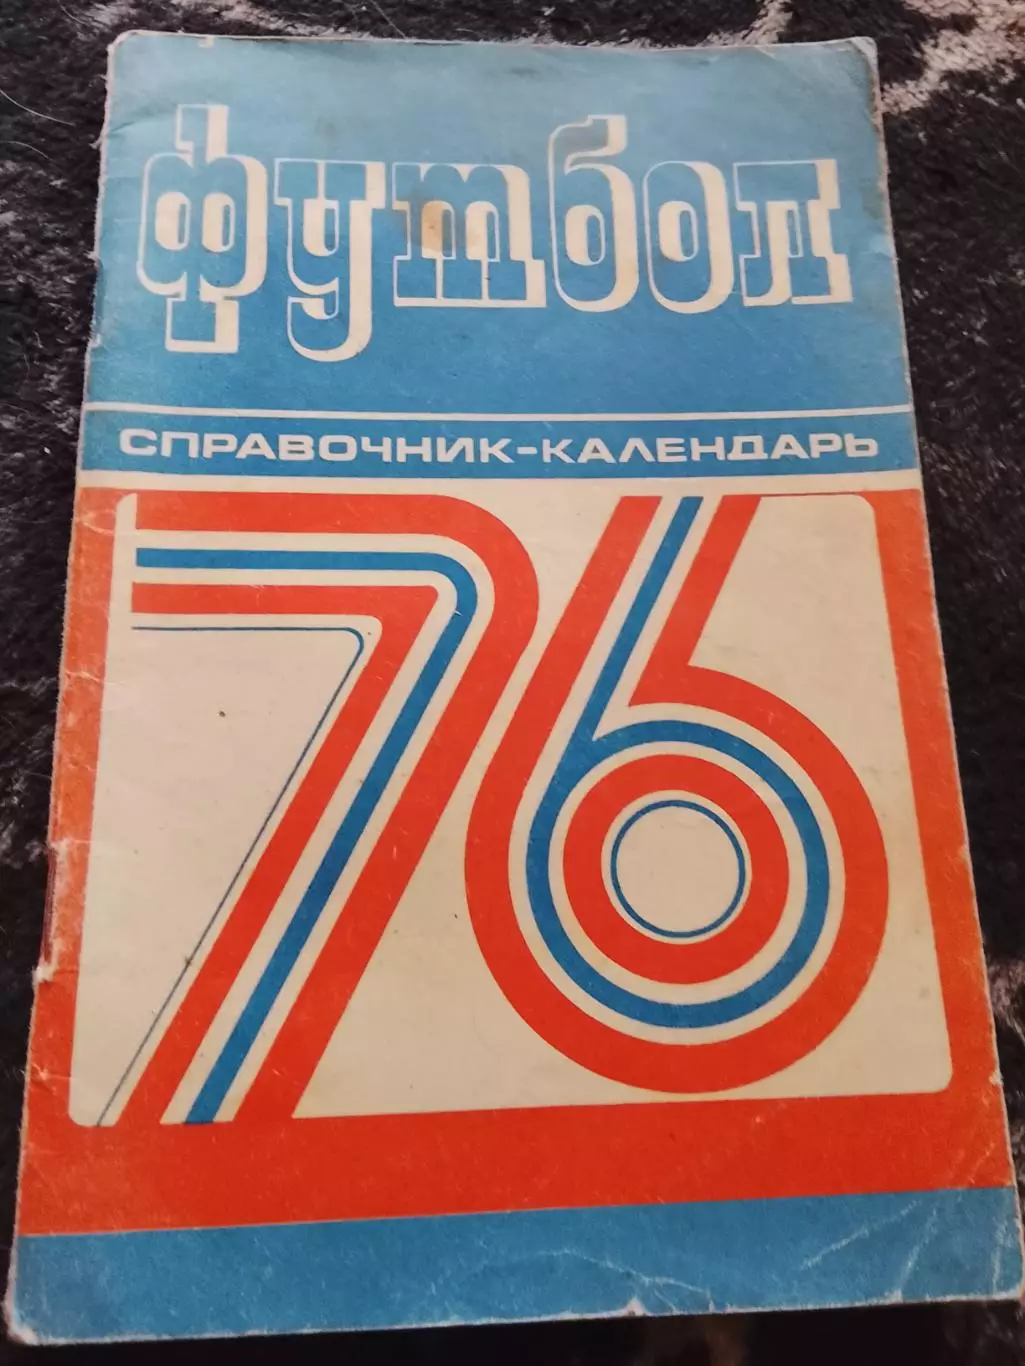 футбол
СПРАВОЧНИК-КАЛЕНДАРЬ
76